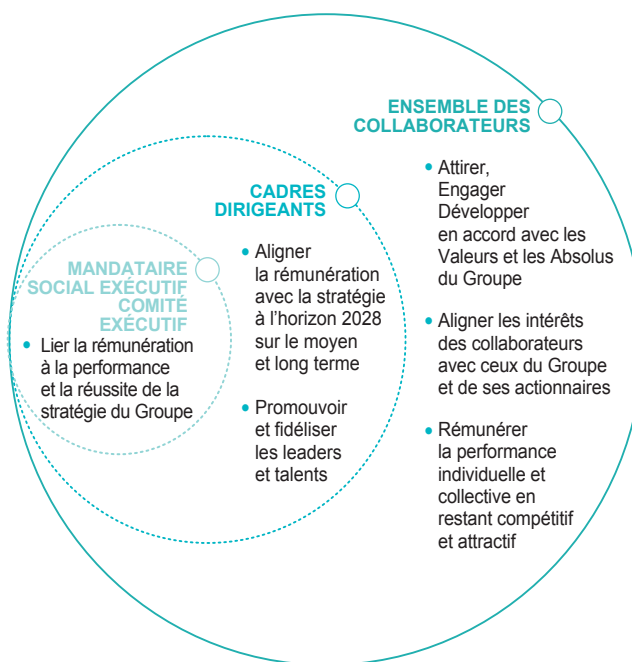 ENSEMBLE DES
COLLABORATEURS
• Attirer,
Engager
Développer
en accord avec les
Valeurs et les Absolus
du Groupe
• Aligner les intérêts
des collaborateurs
avec ceux du Groupe
et de ses actionnaires
• Rémunérer
la performance
individuelle et
collective en
restant compétitif
et attractif
CADRES
DIRIGEANTS
• Aligner
la rémunération
avec la stratégie
à l'horizon 2028
sur le moyen
et long terme
• Promouvoir
et fidéliser
les leaders
et talents
MANDATAIRE
SOCIAL EXÉCUTIF
COMITÉ
EXÉCUTIF
• Lier la rémunération
à la performance
et la réussite de la
stratégie du Groupe